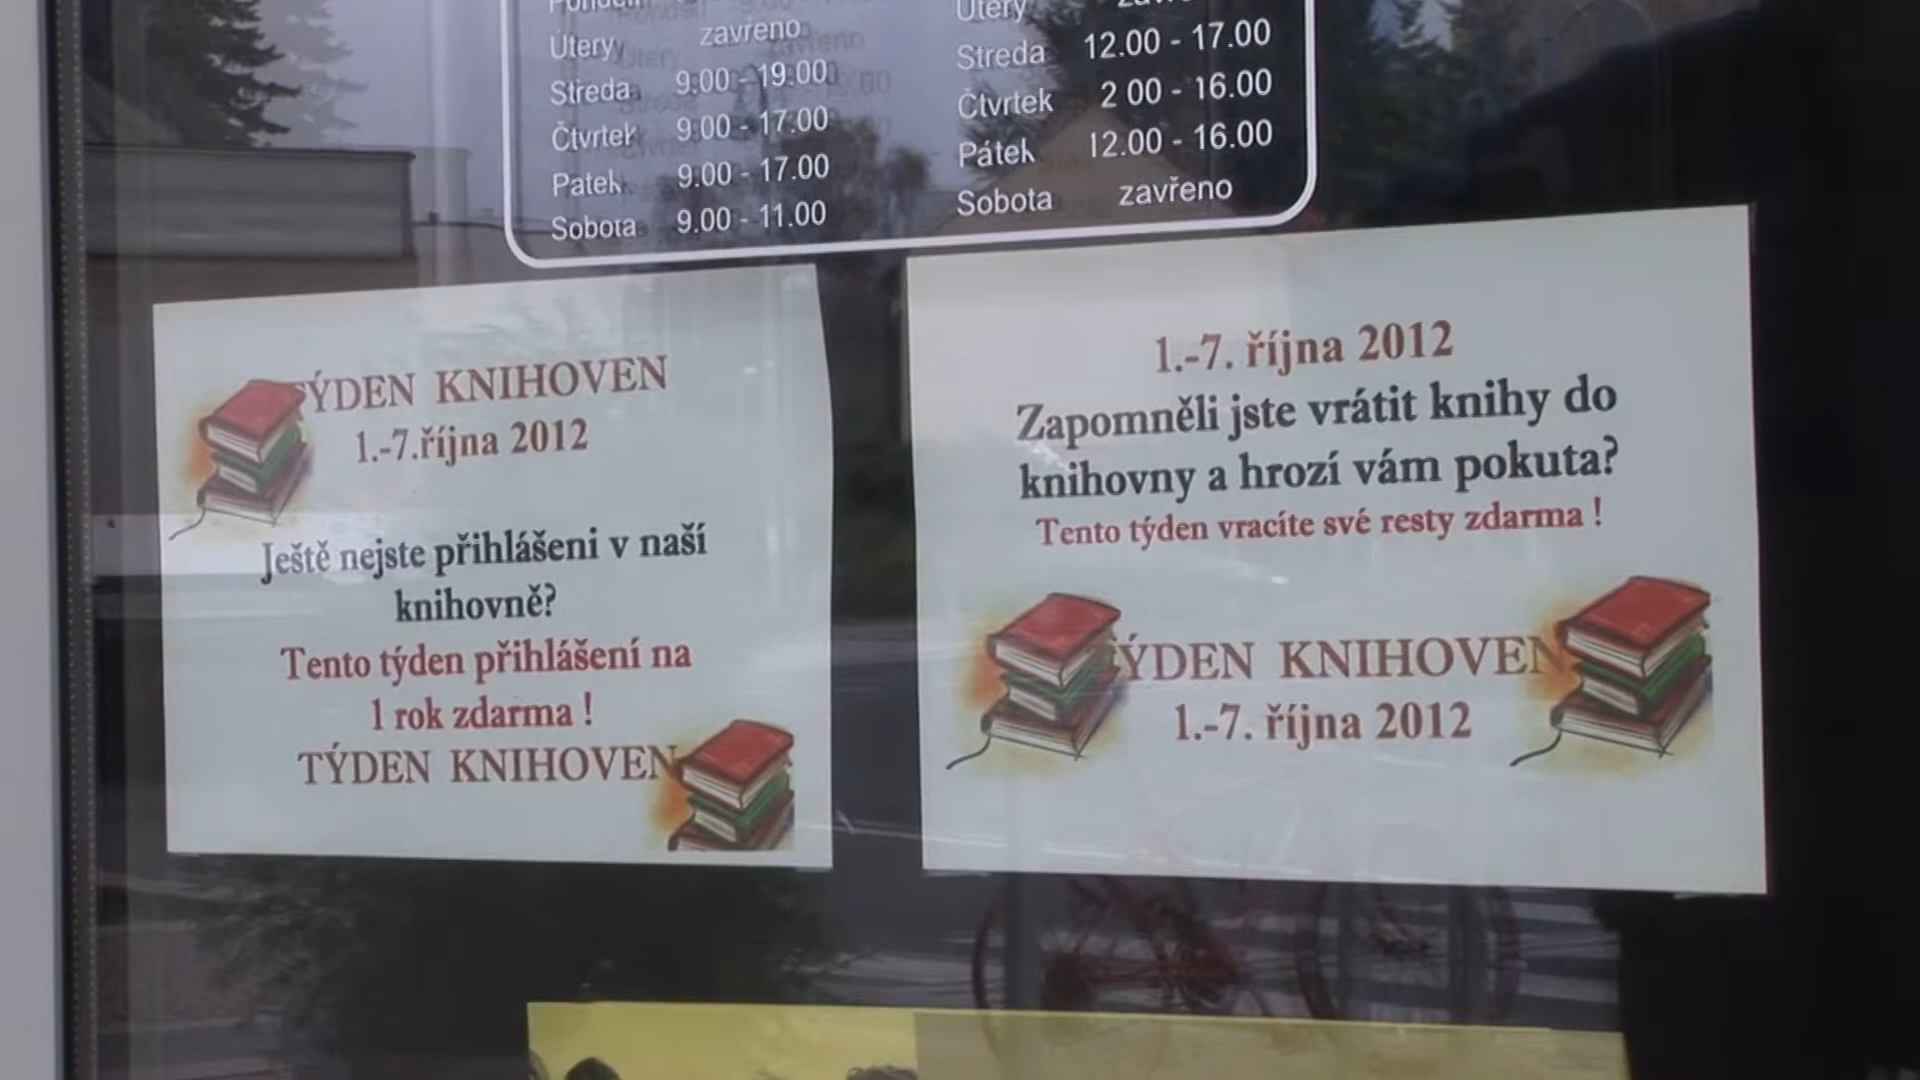 Útery zavřeno
Středa 9.00 - 19.00
Čtvrtek 9.00 - 17.00
Patek 9.00 - 17.00
Sobota 9.00 - 11.00
Útery
Streda 12.00 - 17.00
Čtvrtek 2 00 - 16.00
Pátek 12.00 - 16.00
Sobota zavřeno
TÝDEN KNIHOVEN
1.-7.října 2012
Ještě nejste přihlášeni v naší
knihovně?
Tento týden přihlášení na
1 rok zdarma !
TÝDEN KNIHOVEN
1.-7. října 2012
Zapomněli jste vrátit knihy do
knihovny a hrozí vám pokuta?
Tento týden vracíte své resty zdarma !
TÝDEN KNIHOVEN
1.-7. října 2012